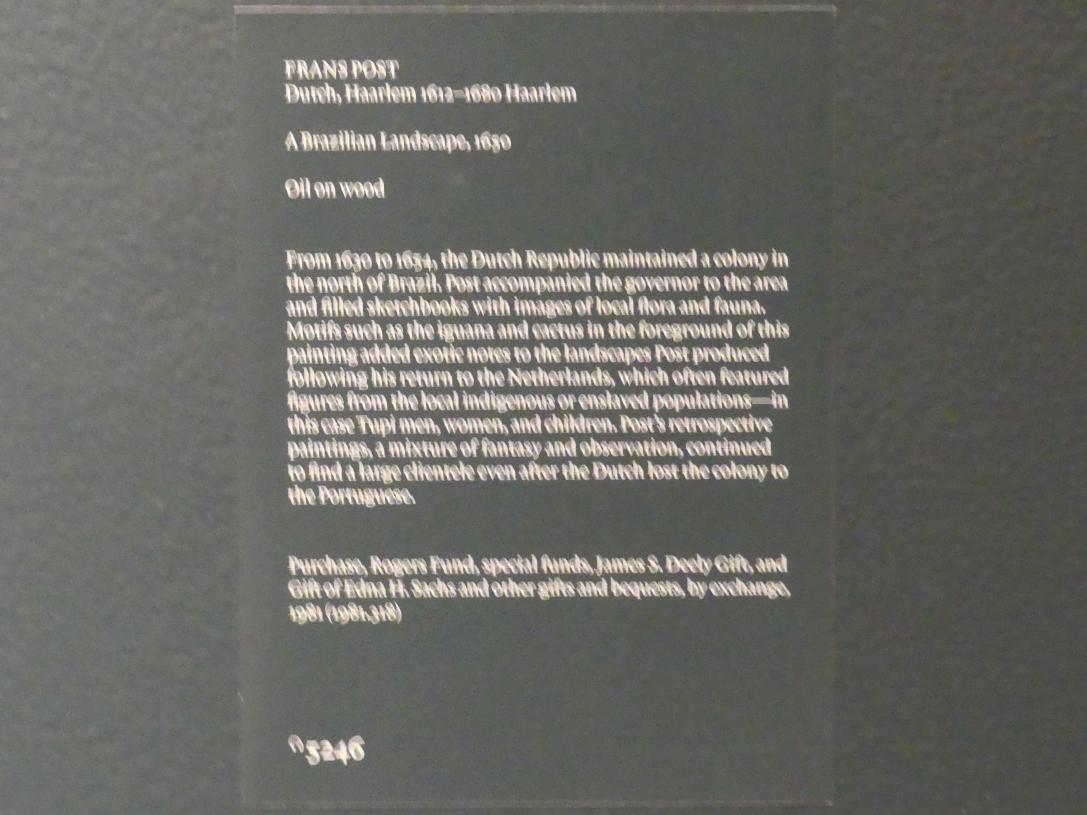 FRANS POST
Dutch, Haarlem 1612–1680 Haarlem
A Brazilian Landscape, 1650
Oil on wood
From 1630 to 1654, the Dutch Republic maintained a colony in
the north of Brazil. Post accompanied the governor to the area
and filled sketchbooks with images of local flora and fauna.
Motifs such as the iguana and cactus in the foreground of this
painting added exotic notes to the landscapes Post produced
following his return to the Netherlands, which often featured
figures from the local indigenous or enslaved populations—in
this case Tupi men, women, and children. Post's retrospective
paintings, a mixture of fantasy and observation, continued
to find a large clientele even after the Dutch lost the colony to
the Portuguese.
Purchase, Rogers Fund, special funds, James S. Deely Gift, and
Gift of Edna H. Sachs and other gifts and bequests, by exchange,
1981 (1981.318)
5246